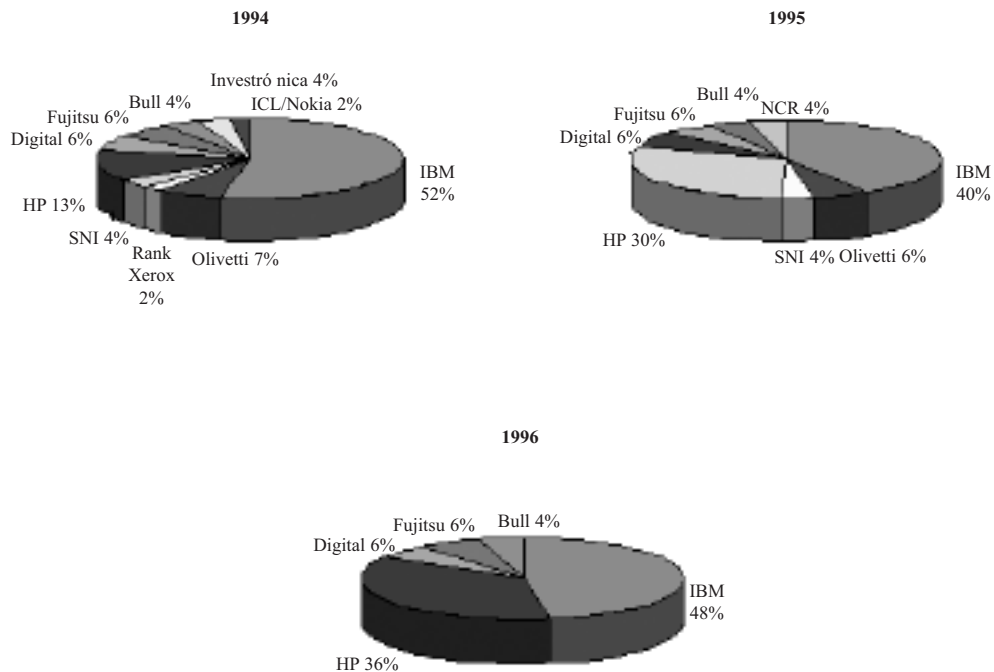 1994
Investró nica 4%
ICL/Nokia 2%
Bull 4%
Fujitsu 6%
Digital 6%
HP 13%
SNI 4%
Rank
Xerox
2%
Olivetti 7%
IBM
52%
1995
Bull 4%
NCR 4%
Fujitsu 6%
Digital 6%
HP 30%
SNI 4%
Olivetti 6%
IBM
40%
1996
Fujitsu 6%
Bull 4%
Digital 6%
HP 36%
IBM
48%